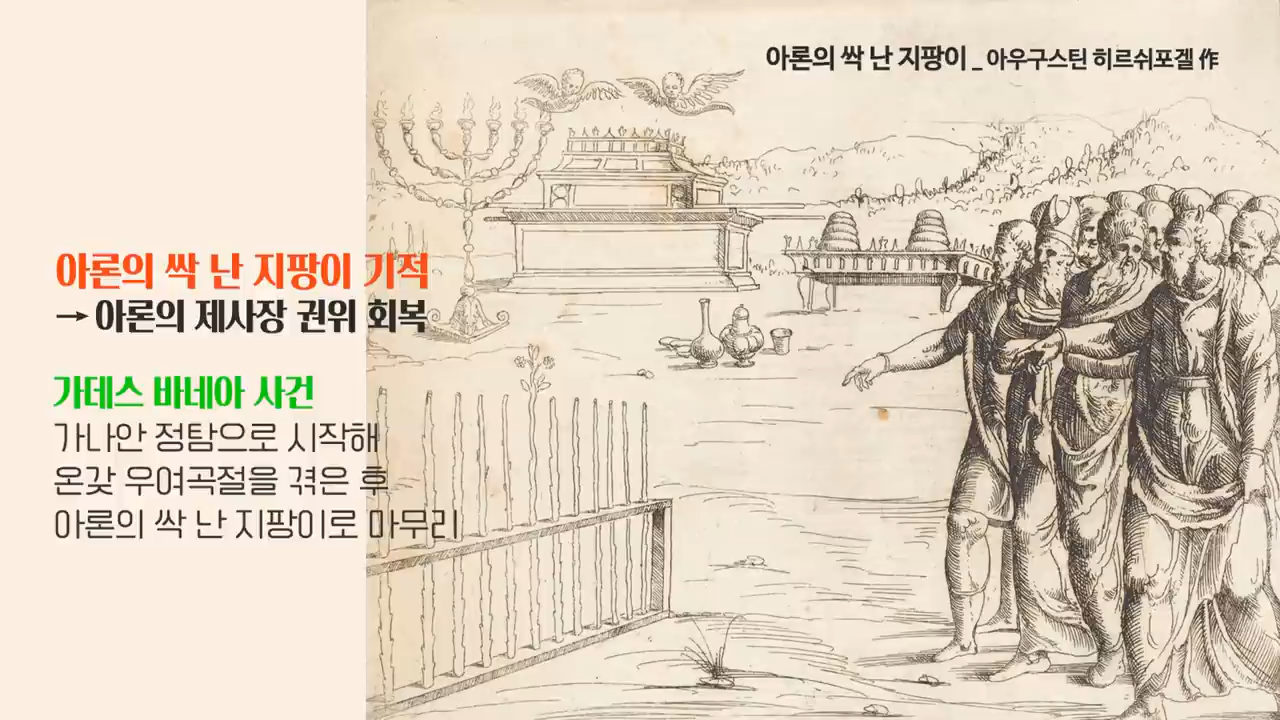 아론의 싹 난 지팡이 _ 아우구스틴 히르쉬포겔 作
아론의 싹 난 지팡이 기적
→ 아론의 제사장 권위 회복
가데스 바네아 사건
가나안 정탐으로 시작해
온갖 우여곡절을 겪은 후
아론의 싹 난 지팡이로 마무리